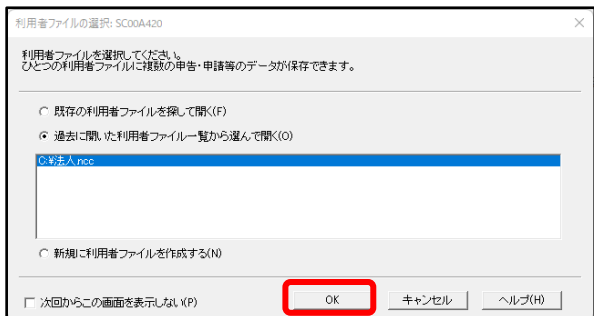 利用者ファイルの選択: SC00A420
利用者ファイルを選択してください。
ひとつの利用者ファイルに複数の申告・申請等のデータが保存できます。
既存の利用者ファイルを探して開く(F)
過去に開いた利用者ファイル一覧から選んで開く(O)
C:¥法人.ncc
新規に利用者ファイルを作成する(N)
次回からこの画面を表示しない(P)
OK
キャンセル
ヘルプ(H)